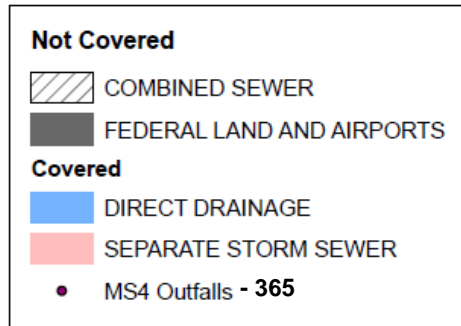 Not Covered
COMBINED SEWER
FEDERAL LAND AND AIRPORTS
Covered
DIRECT DRAINAGE
SEPARATE STORM SEWER
MS4 Outfalls - 365